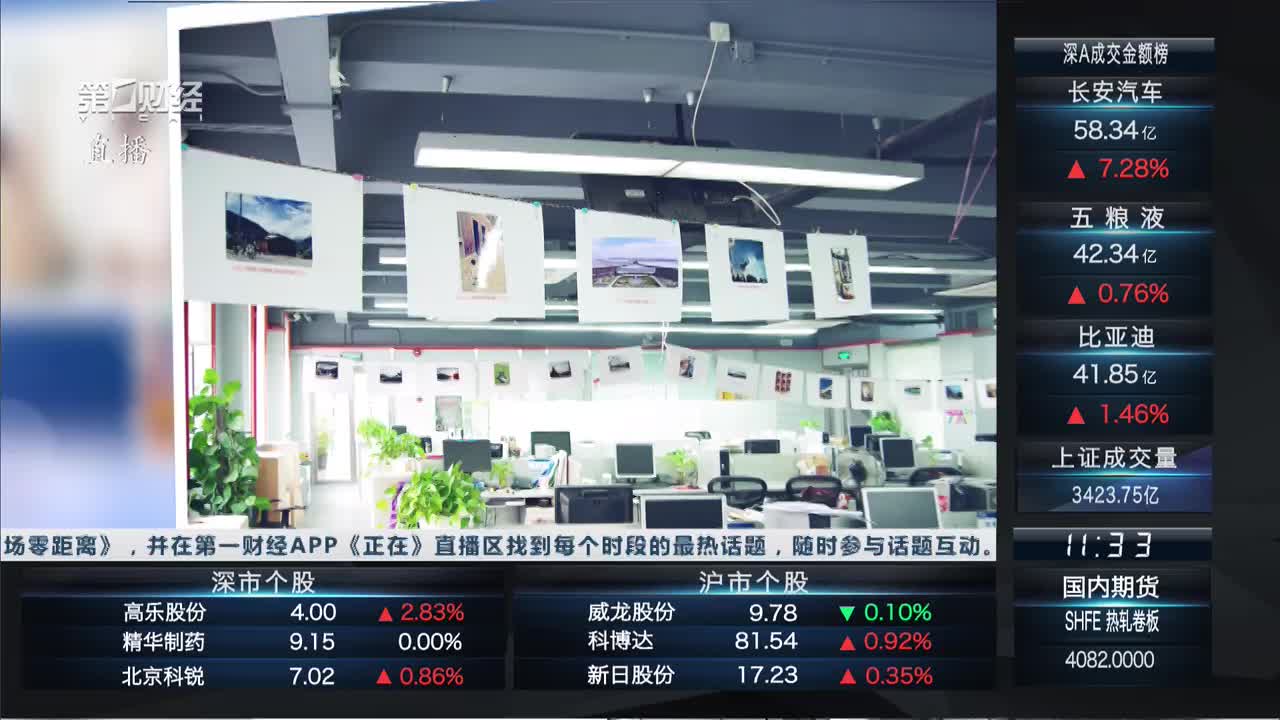 第一财经
YICAI
直播
深A成交金额榜
长安汽车
58.34亿
▲ 7.28%
五粮液
42.34亿
▲ 0.76%
比亚迪
41.85亿
▲ 1.46%
上证成交量
3423.75亿
11:33
国内期货
SHFE 热轧卷板
4082.0000
场零距离》，并在第一财经APP《正在》直播区找到每个时段的最热话题，随时参与话题互动。
深市个股
高乐股份 4.00 ▲ 2.83%
精华制药 9.15 0.00%
北京科锐 7.02 ▲ 0.86%
沪市个股
威龙股份 9.78 ▼ 0.10%
科博达 81.54 ▲ 0.92%
新日股份 17.23 ▲ 0.35%